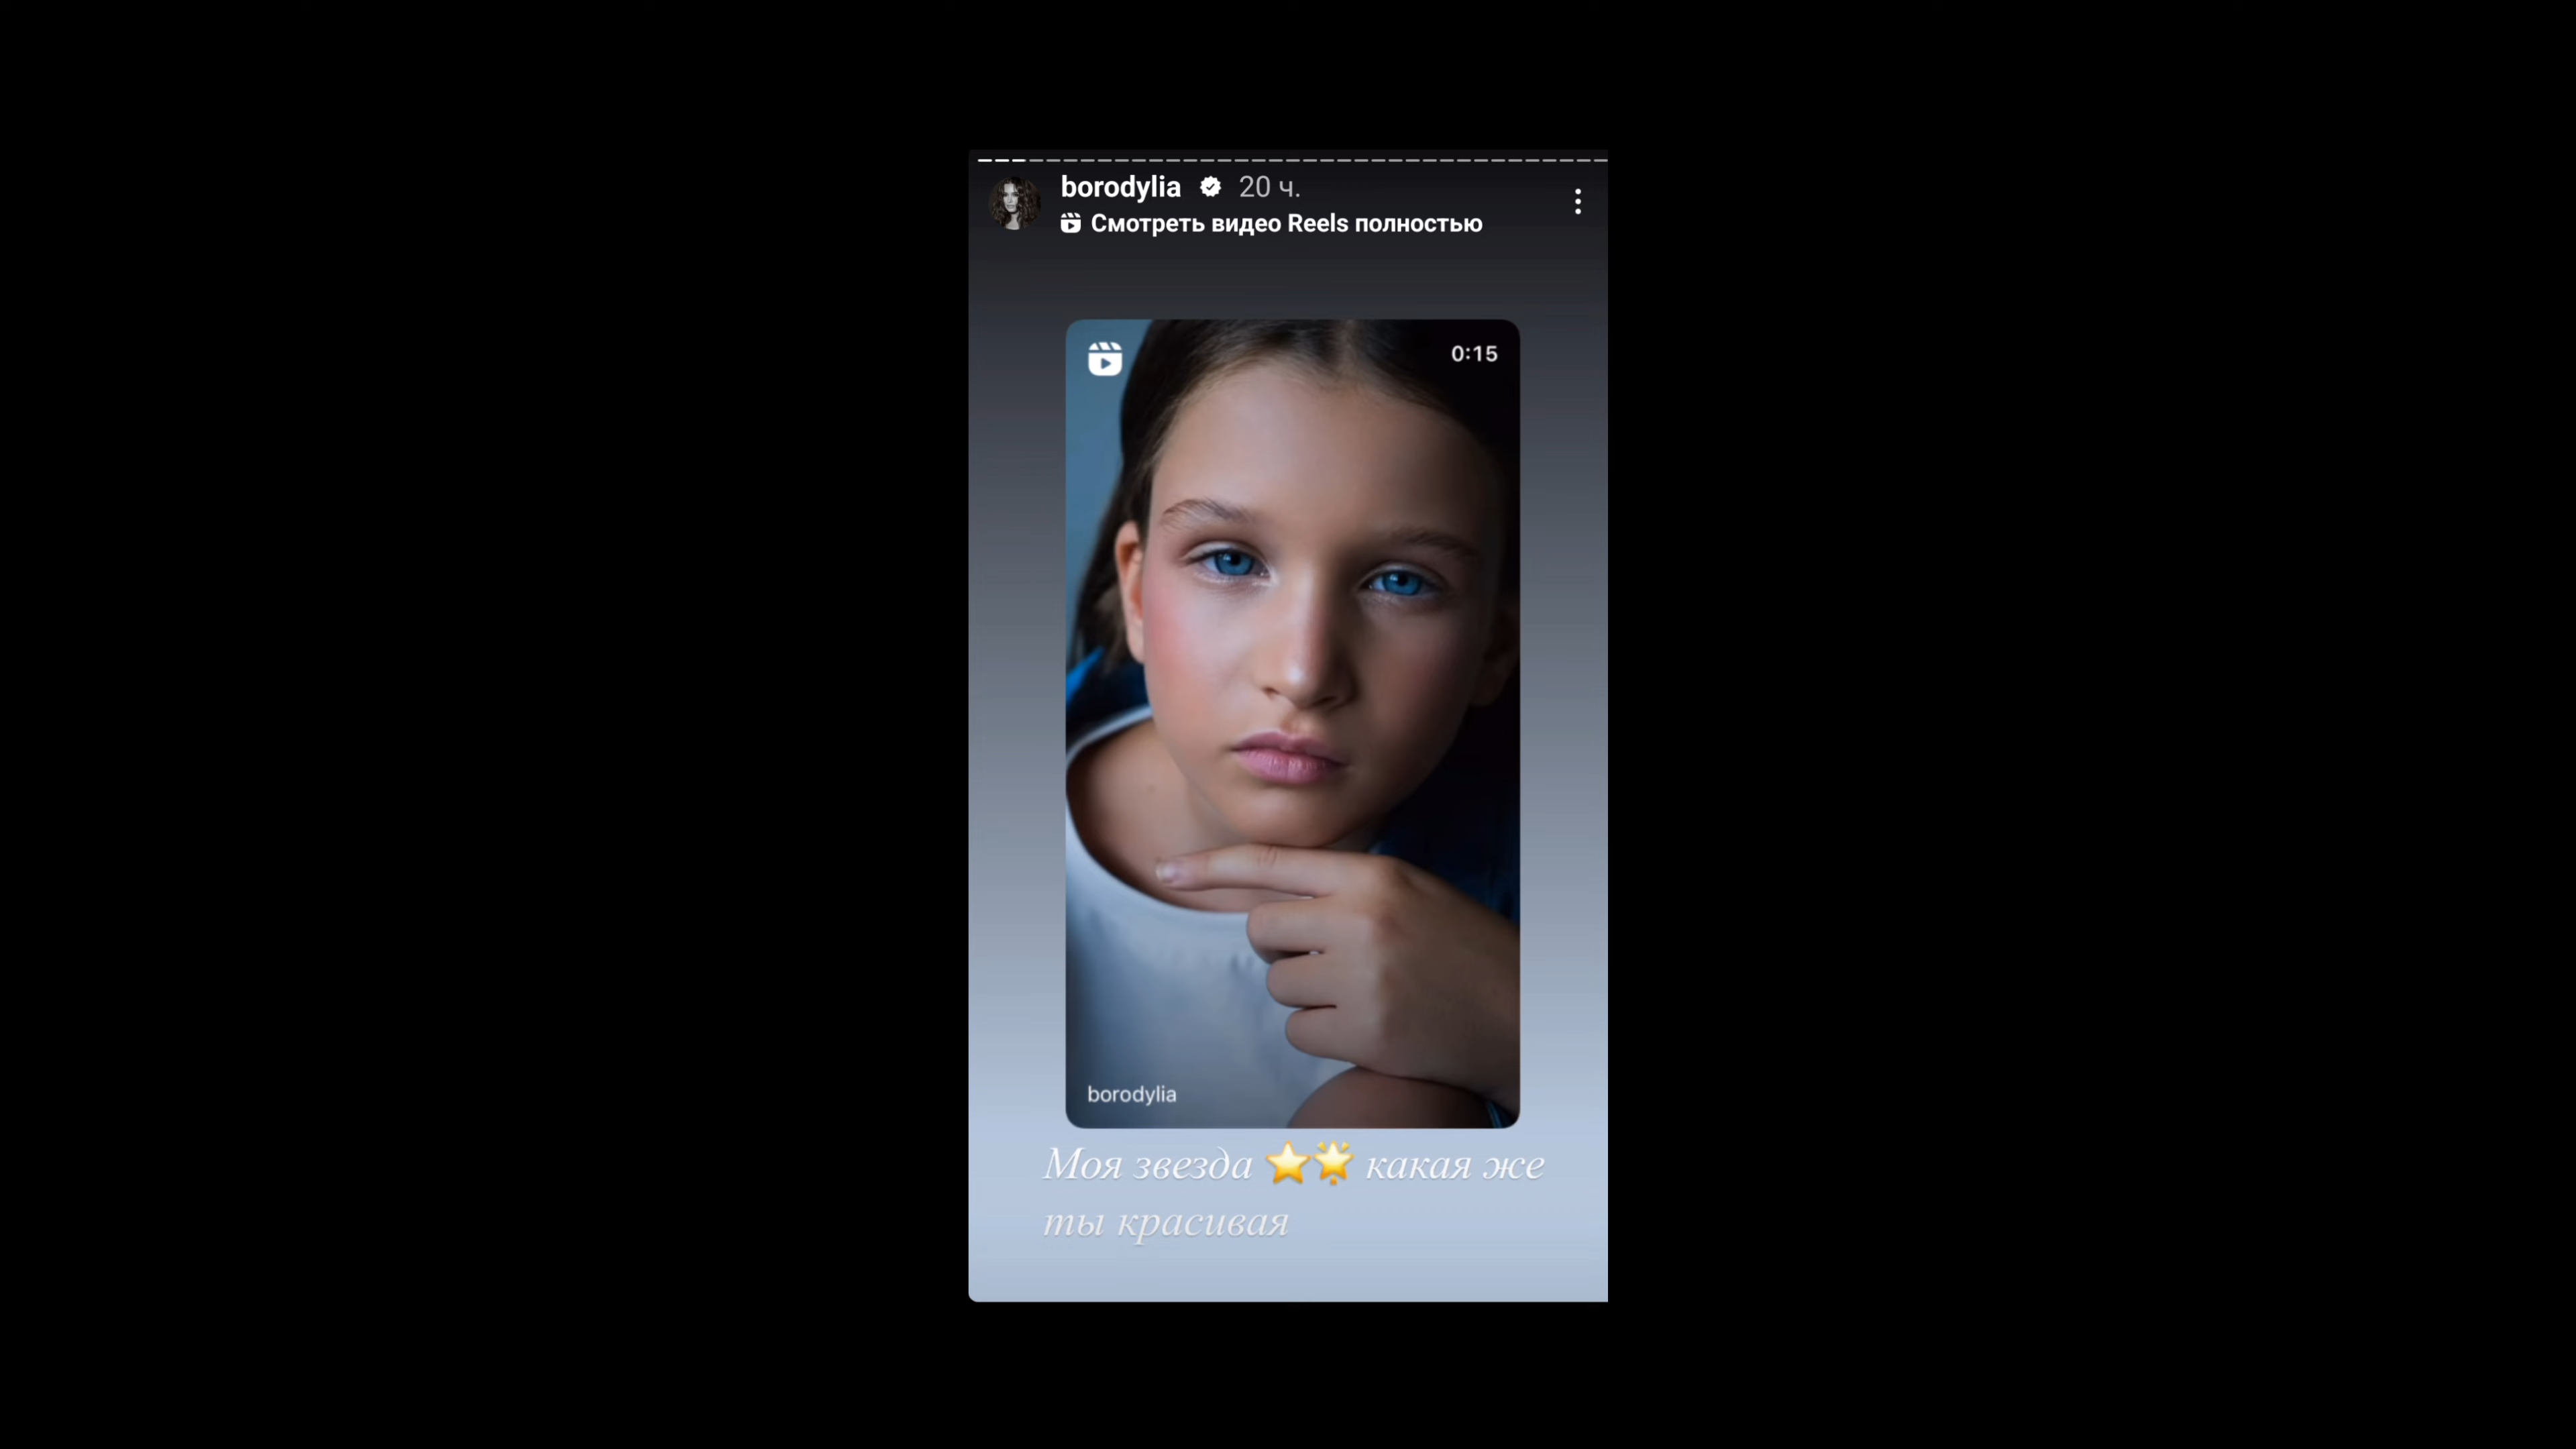 borodylia 20 ч.
Смотреть видео Reels полностью
0:15
borodylia
Моя звезда ⭐🌟 какая же
ты красивая